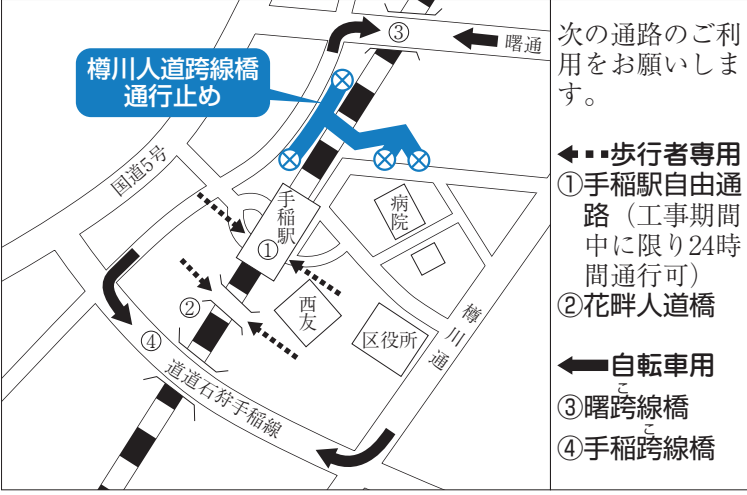 樽川人道跨線橋
通行止め
③
曙通
国道5号
手稲駅
①
病院
②
西友
区役所
樽川通
④
道道石狩手稲線
次の通路のご利
用をお願いしま
す。
歩行者専用
①手稲駅自由通
路（工事期間
中に限り24時
間通行可）
②花畔人道橋
自転車用
こ
③曙跨線橋
こ
④手稲跨線橋